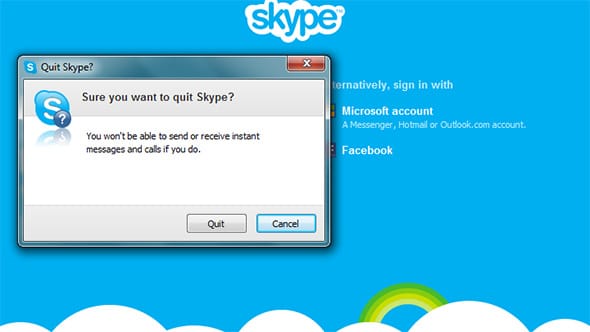 skype™
Quit Skype?
Sure you want to quit Skype?
You won't be able to send or receive instant
messages and calls if you do.
Quit
Cancel
lternatively, sign in with
Microsoft account
A Messenger, Hotmail or Outlook.com account.
Facebook